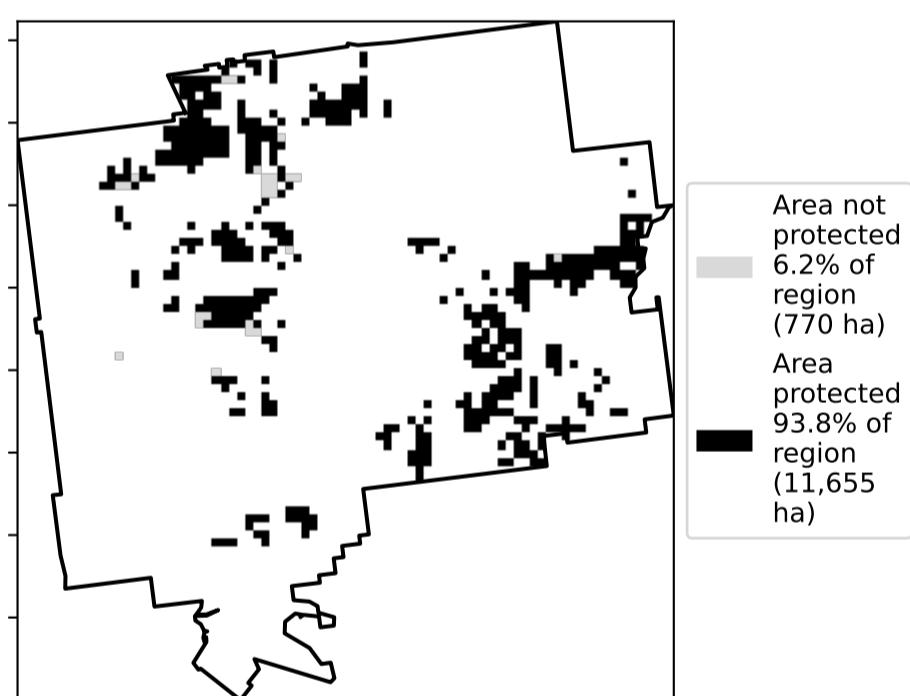 Area not
protected
6.2% of
region
(770 ha)
Area
protected
93.8% of
region
(11,655
ha)